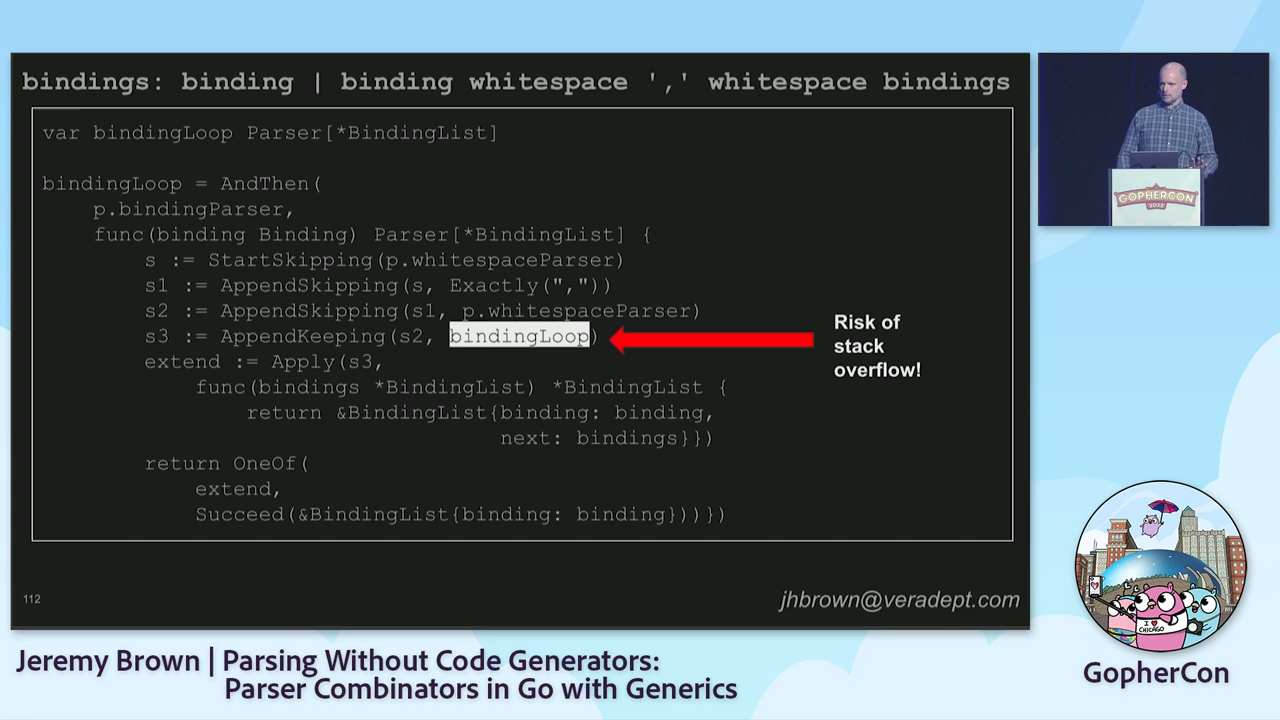 bindings: binding | binding whitespace ',' whitespace bindings
var bindingLoop Parser[*BindingList]
bindingLoop = AndThen(
p.bindingParser,
func(binding Binding) Parser[*BindingList] {
s := StartSkipping(p.whitespaceParser)
s1 := AppendSkipping(s, Exactly(","))
s2 := AppendSkipping(s1, p.whitespaceParser)
s3 := AppendKeeping(s2, bindingLoop)
extend := Apply(s3,
func(bindings *BindingList) *BindingList {
return &BindingList{binding: binding,
next: bindings}})
return OneOf(
extend,
Succeed(&BindingList{binding: binding}))})
Risk of
stack
overflow!
112
jhbrown@veradept.com
GOPHERCON
2022
I ♥
CHICAGO
Jeremy Brown | Parsing Without Code Generators:
Parser Combinators in Go with Generics
GopherCon